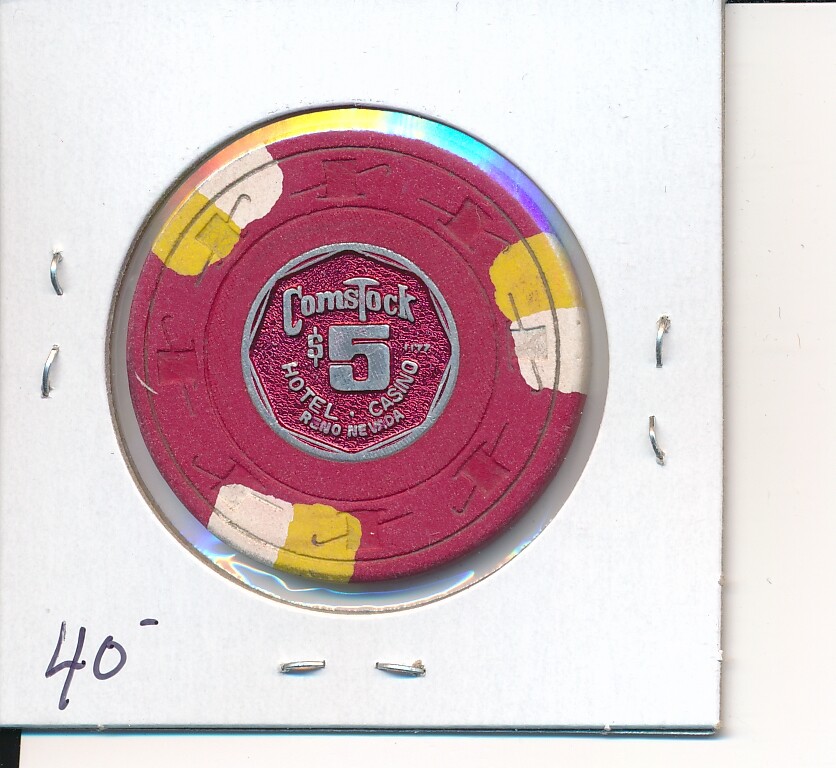 Comstock
$5
HOTEL · CASINO
RENO NEVADA
40-